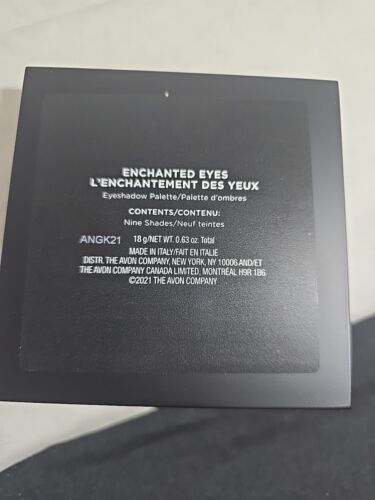 ENCHANTED EYES
L'ENCHANTEMENT DES YEUX
Eyeshadow Palette/Palette d'ombres
CONTENTS/CONTENU:
Nine Shades/Neuf teintes
ANGK21 18 g/NET WT. 0.63 oz. Total
MADE IN ITALY/FAIT EN ITALIE
DISTR. THE AVON COMPANY, NEW YORK, NY 10006 AND/ET
THE AVON COMPANY CANADA LIMITED, MONTRÉAL H9R 1B6
©2021 THE AVON COMPANY